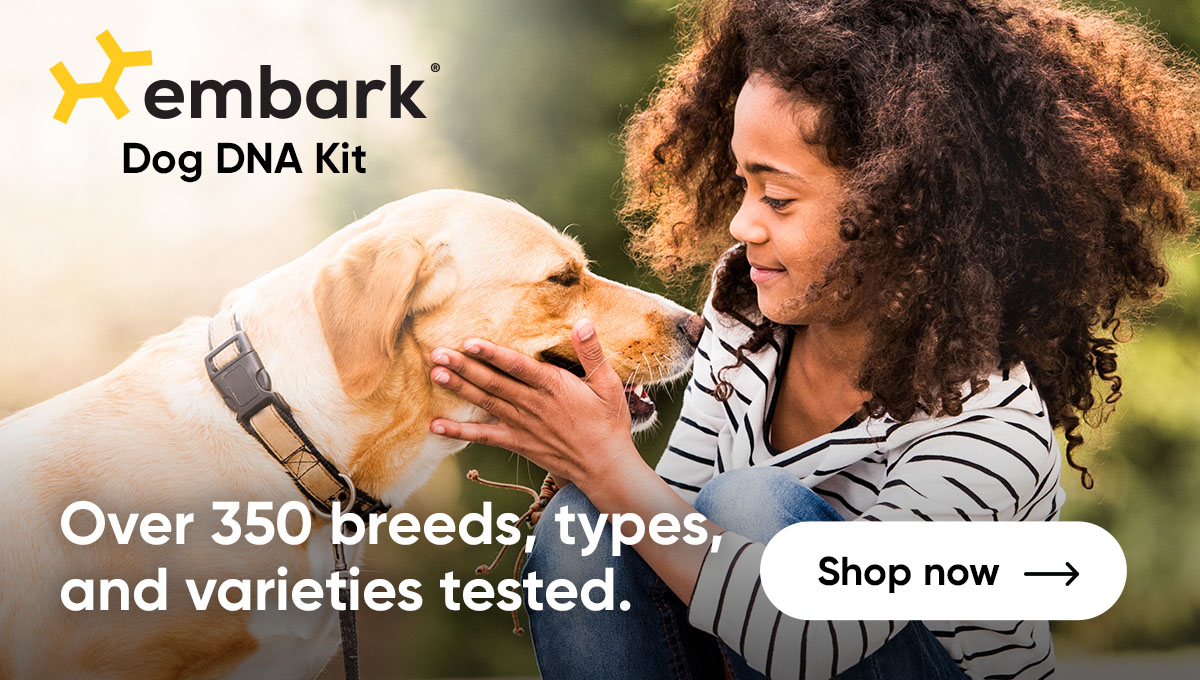 embark®
Dog DNA Kit
Over 350 breeds, types,
and varieties tested.
Shop now